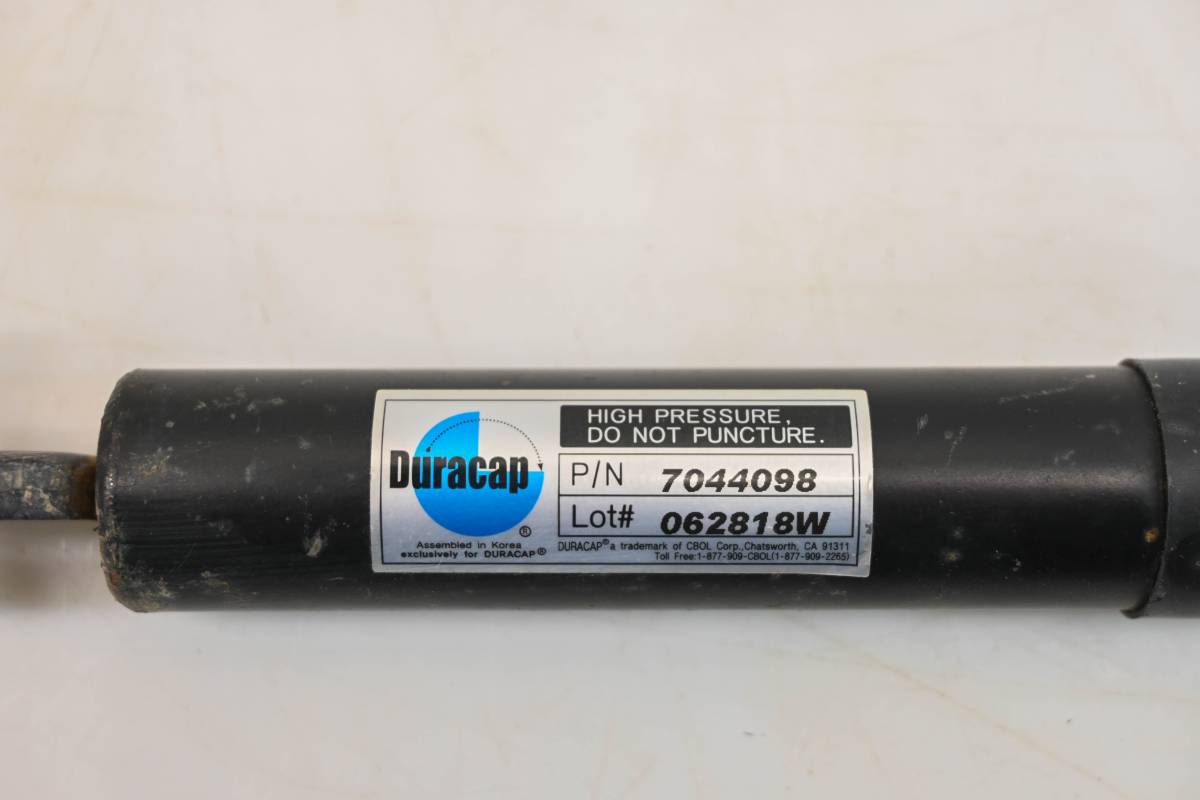 HIGH PRESSURE,
DO NOT PUNCTURE.
Duracap
®
P/N 7044098
Lot# 062818W
Assembled in Korea
exclusively for DURACAP®
DURACAP® a trademark of CBOL Corp.,Chatsworth, CA 91311
Toll Free:1-877-909-CBOL(1-877-909-2265)